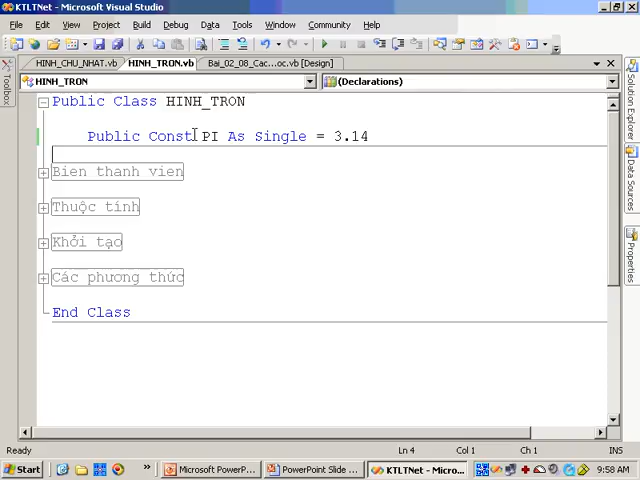 KTLTNet - Microsoft Visual Studio
File Edit View Project Build Debug Data Tools Window Community Help
HINH_CHU_NHAT.vb HINH_TRON.vb Bai_02_08_Cac...oc.vb [Design]
HINH_TRON (Declarations)
Toolbox
Solution Explorer
Data Sources
Properties
Public Class HINH_TRON
Public Const PI As Single = 3.14
Bien thanh vien
Thuộc tính
Khởi tạo
Các phương thức
End Class
Ready Ln 4 Col 1 Ch 1 INS
Start Microsoft PowerP... PowerPoint Slide ... KTLTNet - Micro... 9:58 AM